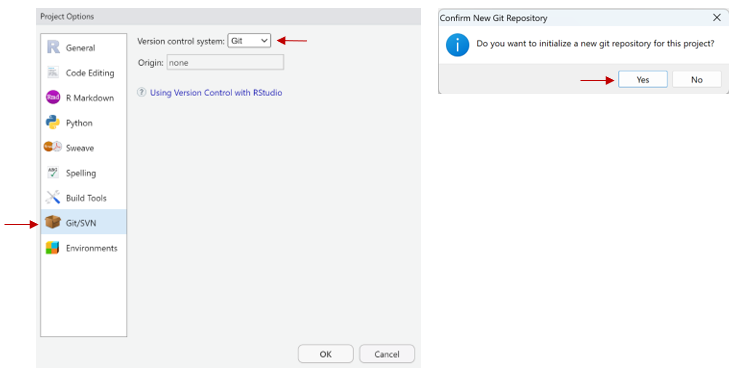 Project Options
General
Code Editing
R Markdown
Python
Sweave
Spelling
Build Tools
Git/SVN
Environments
Version control system: Git
Origin: none
? Using Version Control with RStudio
OK Cancel
Confirm New Git Repository
Do you want to initialize a new git repository for this project?
Yes No